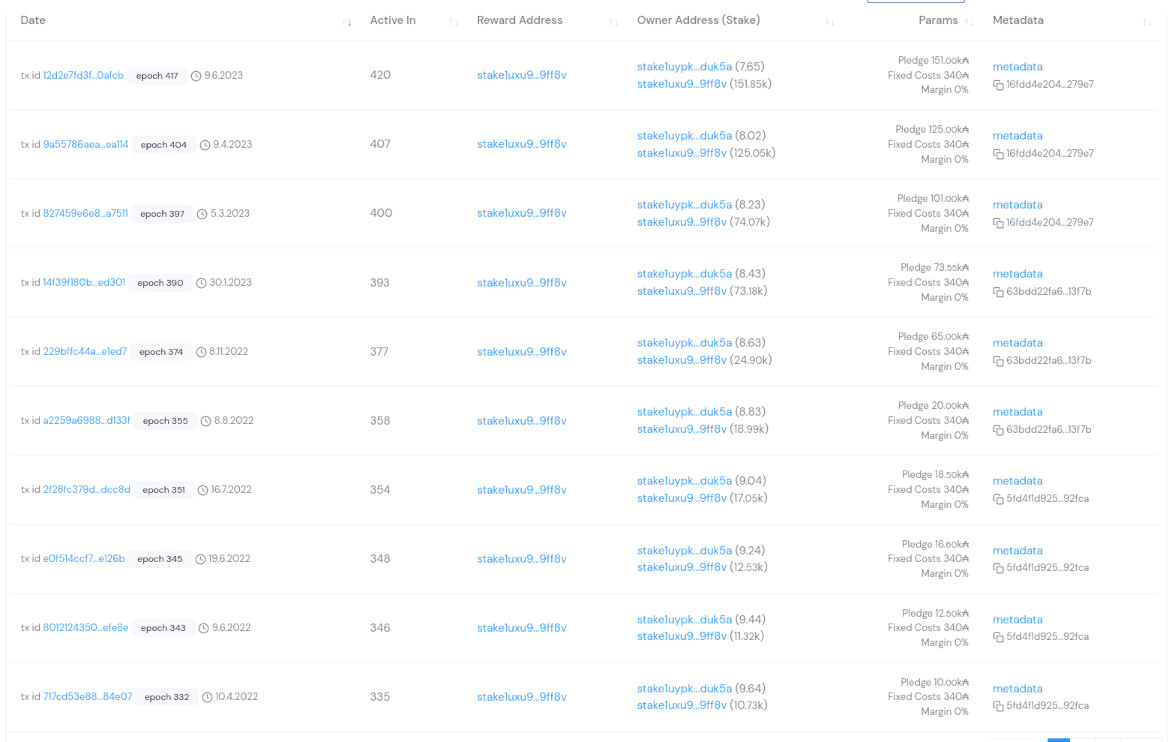 Date Active In Reward Address Owner Address (Stake) Params Metadata
tx id 12d2e7fd3f...0afcb epoch 417 9.6.2023 420 stake1uxu9...9ff8v stake1uypk...duk5a (7.65) Pledge 151.00k₳ metadata
stake1uxu9...9ff8v (151.85k) Fixed Costs 340₳ 16fdd4e204...279e7
Margin 0%
tx id 9a55786aea...ea114 epoch 404 9.4.2023 407 stake1uxu9...9ff8v stake1uypk...duk5a (8.02) Pledge 125.00k₳ metadata
stake1uxu9...9ff8v (125.05k) Fixed Costs 340₳ 16fdd4e204...279e7
Margin 0%
tx id 827459e6e8...a7511 epoch 397 5.3.2023 400 stake1uxu9...9ff8v stake1uypk...duk5a (8.23) Pledge 101.00k₳ metadata
stake1uxu9...9ff8v (74.07k) Fixed Costs 340₳ 16fdd4e204...279e7
Margin 0%
tx id 14f39f180b...ed301 epoch 390 30.1.2023 393 stake1uxu9...9ff8v stake1uypk...duk5a (8.43) Pledge 73.55k₳ metadata
stake1uxu9...9ff8v (73.18k) Fixed Costs 340₳ 63bdd22fa6...13f7b
Margin 0%
tx id 229bffc44a...e1ed7 epoch 374 8.11.2022 377 stake1uxu9...9ff8v stake1uypk...duk5a (8.63) Pledge 65.00k₳ metadata
stake1uxu9...9ff8v (24.90k) Fixed Costs 340₳ 63bdd22fa6...13f7b
Margin 0%
tx id a2259a6988...d133f epoch 355 8.8.2022 358 stake1uxu9...9ff8v stake1uypk...duk5a (8.83) Pledge 20.00k₳ metadata
stake1uxu9...9ff8v (18.99k) Fixed Costs 340₳ 63bdd22fa6...13f7b
Margin 0%
tx id 2f28fc379d...dcc8d epoch 351 16.7.2022 354 stake1uxu9...9ff8v stake1uypk...duk5a (9.04) Pledge 18.50k₳ metadata
stake1uxu9...9ff8v (17.05k) Fixed Costs 340₳ 5fd4f1d925...92fca
Margin 0%
tx id e0f514ccf7...e126b epoch 345 19.6.2022 348 stake1uxu9...9ff8v stake1uypk...duk5a (9.24) Pledge 16.60k₳ metadata
stake1uxu9...9ff8v (12.53k) Fixed Costs 340₳ 5fd4f1d925...92fca
Margin 0%
tx id 8012124350...efe8e epoch 343 9.6.2022 346 stake1uxu9...9ff8v stake1uypk...duk5a (9.44) Pledge 12.50k₳ metadata
stake1uxu9...9ff8v (11.32k) Fixed Costs 340₳ 5fd4f1d925...92fca
Margin 0%
tx id 717cd53e88...84e07 epoch 332 10.4.2022 335 stake1uxu9...9ff8v stake1uypk...duk5a (9.64) Pledge 10.00k₳ metadata
stake1uxu9...9ff8v (10.73k) Fixed Costs 340₳ 5fd4f1d925...92fca
Margin 0%